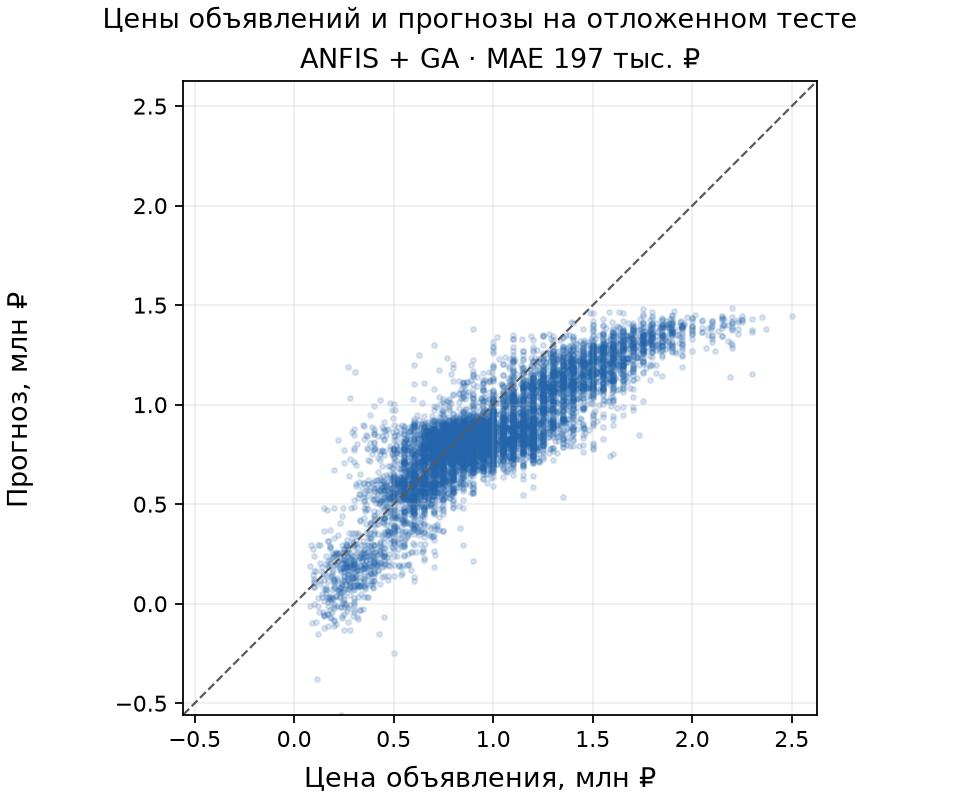 Цены объявлений и прогнозы на отложенном тесте
ANFIS + GA · MAE 197 тыс. ₽
Прогноз, млн ₽
2.5
2.0
1.5
1.0
0.5
0.0
−0.5
−0.5 0.0 0.5 1.0 1.5 2.0 2.5
Цена объявления, млн ₽